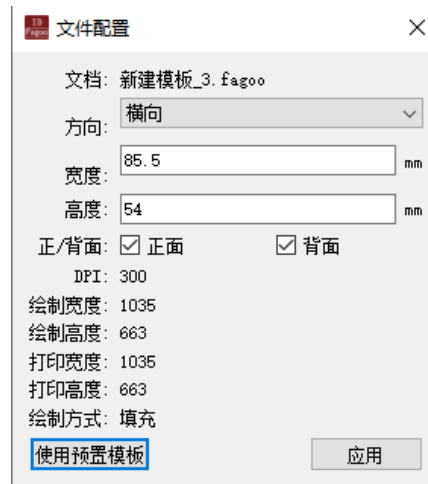 ID
Fagoo
文件配置
文档: 新建模板_3.fagoo
方向: 横向
宽度: 85.5 mm
高度: 54 mm
正/背面: 正面 背面
DPI: 300
绘制宽度: 1035
绘制高度: 663
打印宽度: 1035
打印高度: 663
绘制方式: 填充
使用预置模板 应用